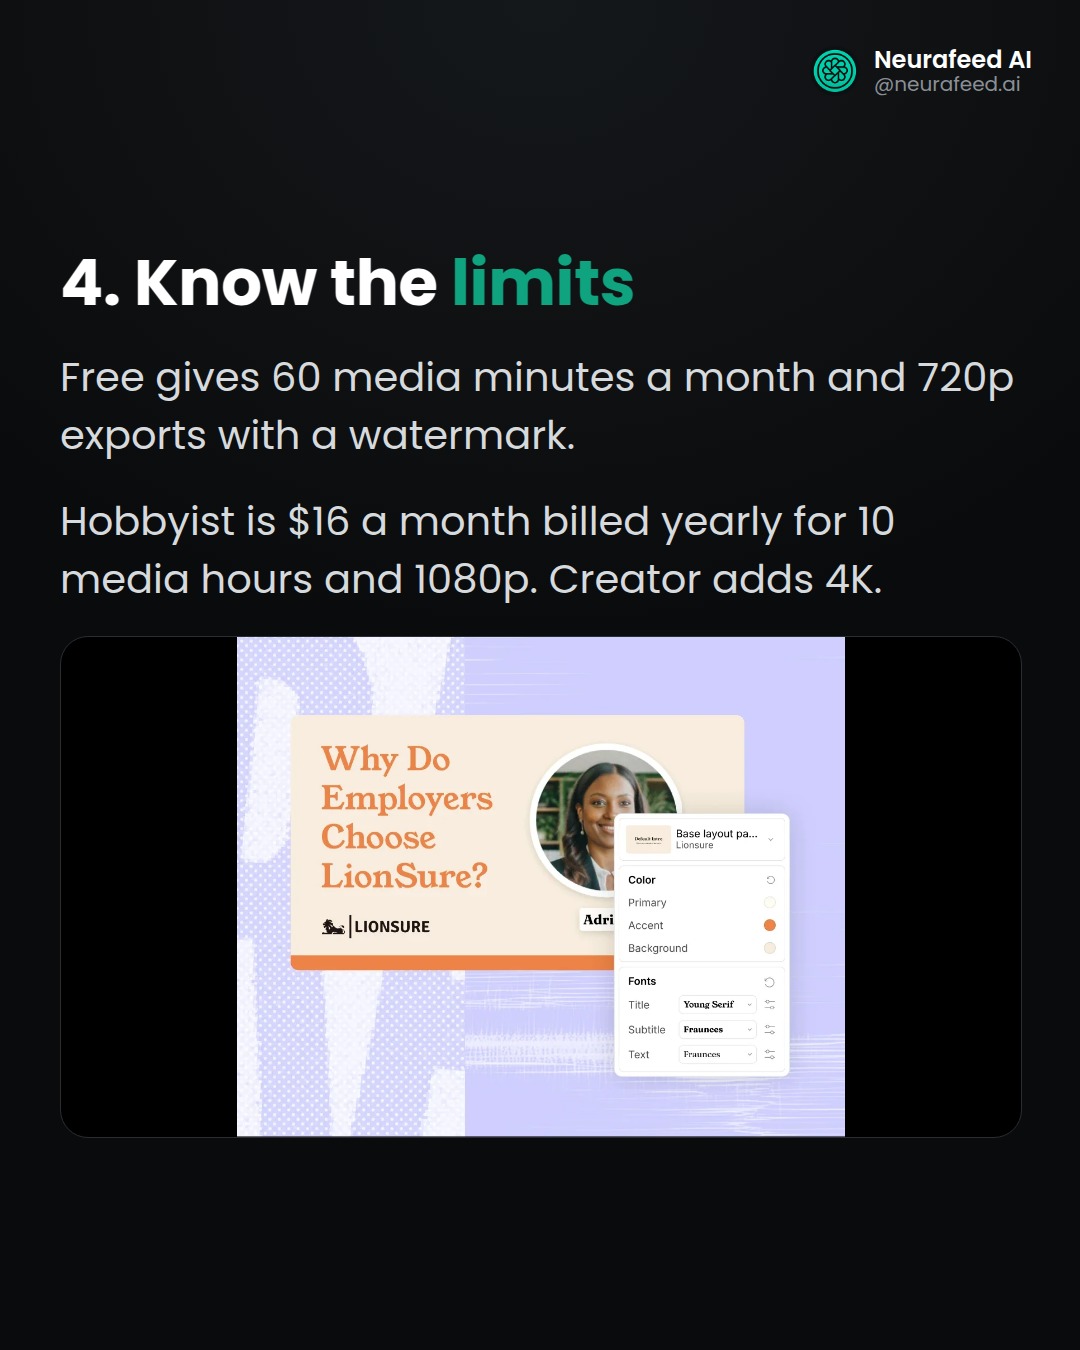 Neurafeed AI
@neurafeed.ai
4. Know the limits
Free gives 60 media minutes a month and 720p
exports with a watermark.
Hobbyist is $16 a month billed yearly for 10
media hours and 1080p. Creator adds 4K.
Why Do
Employers
Choose
LionSure?
LIONSURE
Adri
Base layout pa...
Lionsure
Color
Primary
Accent
Background
Fonts
Title
Young Serif
Subtitle
Fraunces
Text
Fraunces